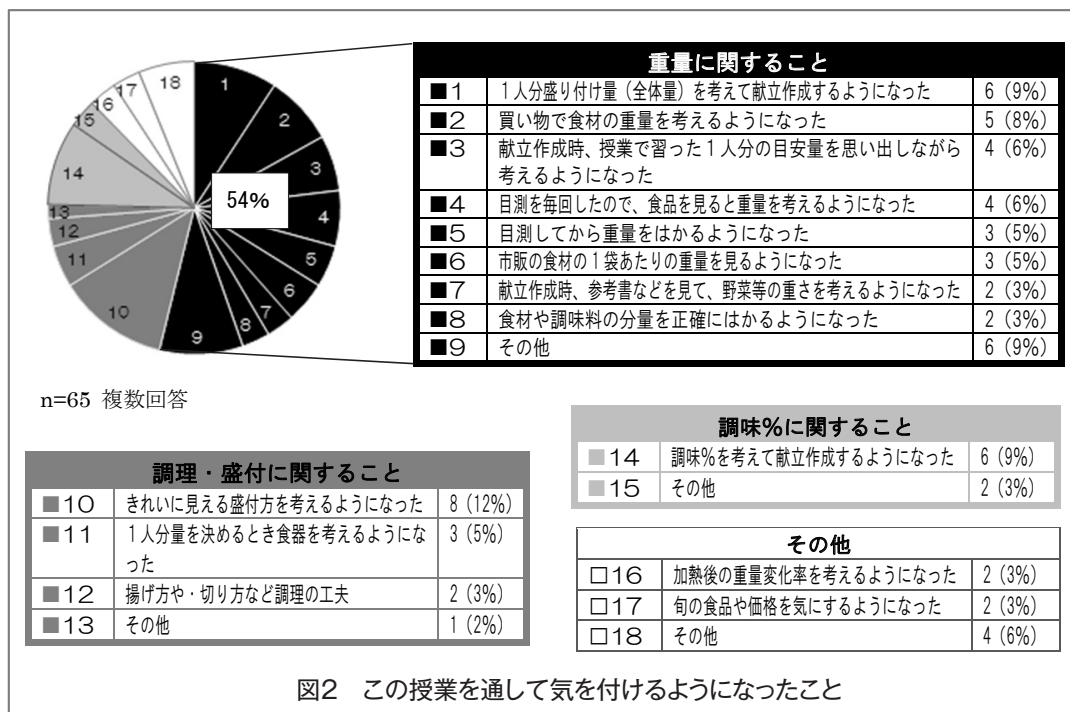 1
2
3
4
5
6
7
8
9
10
11
12
13
14
15
16
17
18
54%
重量に関すること
■1 1人分盛り付け量（全体量）を考えて献立作成するようになった 6（9%）
■2 買い物で食材の重量を考えるようになった 5（8%）
■3 献立作成時、授業で習った1人分の目安量を思い出しながら 4（6%）
考えるようになった
■4 目測を毎回したので、食品を見ると重量を考えるようになった 4（6%）
■5 目測してから重量をはかるようになった 3（5%）
■6 市販の食材の1袋あたりの重量を見るようになった 3（5%）
■7 献立作成時、参考書などを見て、野菜等の重さを考えるようになった 2（3%）
■8 食材や調味料の分量を正確にはかるようになった 2（3%）
■9 その他 6（9%）
n=65 複数回答
調理・盛付に関すること
■10 きれいに見える盛付方を考えるようになった 8（12%）
■11 1人分量を決めるとき食器を考えるようにな 3（5%）
った
■12 揚げ方や・切り方など調理の工夫 2（3%）
■13 その他 1（2%）
調味%に関すること
■14 調味%を考えて献立作成するようになった 6（9%）
■15 その他 2（3%）
その他
□16 加熱後の重量変化率を考えるようになった 2（3%）
□17 旬の食品や価格を気にするようになった 2（3%）
□18 その他 4（6%）
図2 この授業を通して気を付けるようになったこと